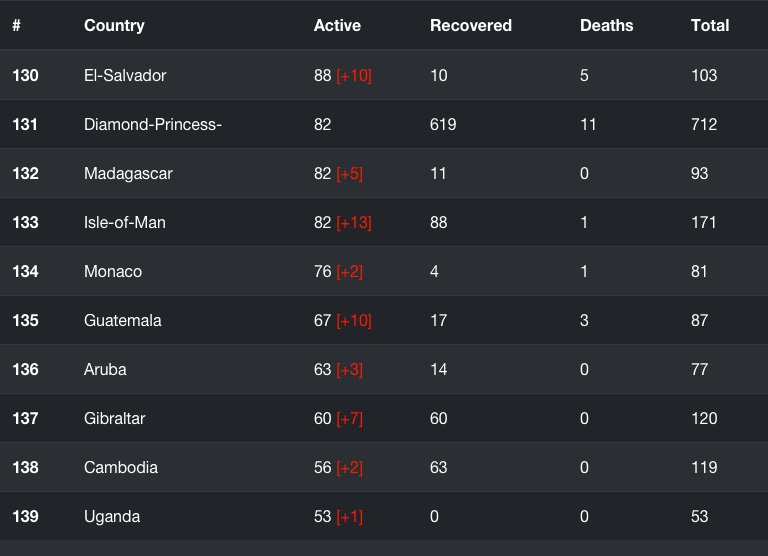 # Country Active Recovered Deaths Total
130 El-Salvador 88 [+10] 10 5 103
131 Diamond-Princess- 82 619 11 712
132 Madagascar 82 [+5] 11 0 93
133 Isle-of-Man 82 [+13] 88 1 171
134 Monaco 76 [+2] 4 1 81
135 Guatemala 67 [+10] 17 3 87
136 Aruba 63 [+3] 14 0 77
137 Gibraltar 60 [+7] 60 0 120
138 Cambodia 56 [+2] 63 0 119
139 Uganda 53 [+1] 0 0 53